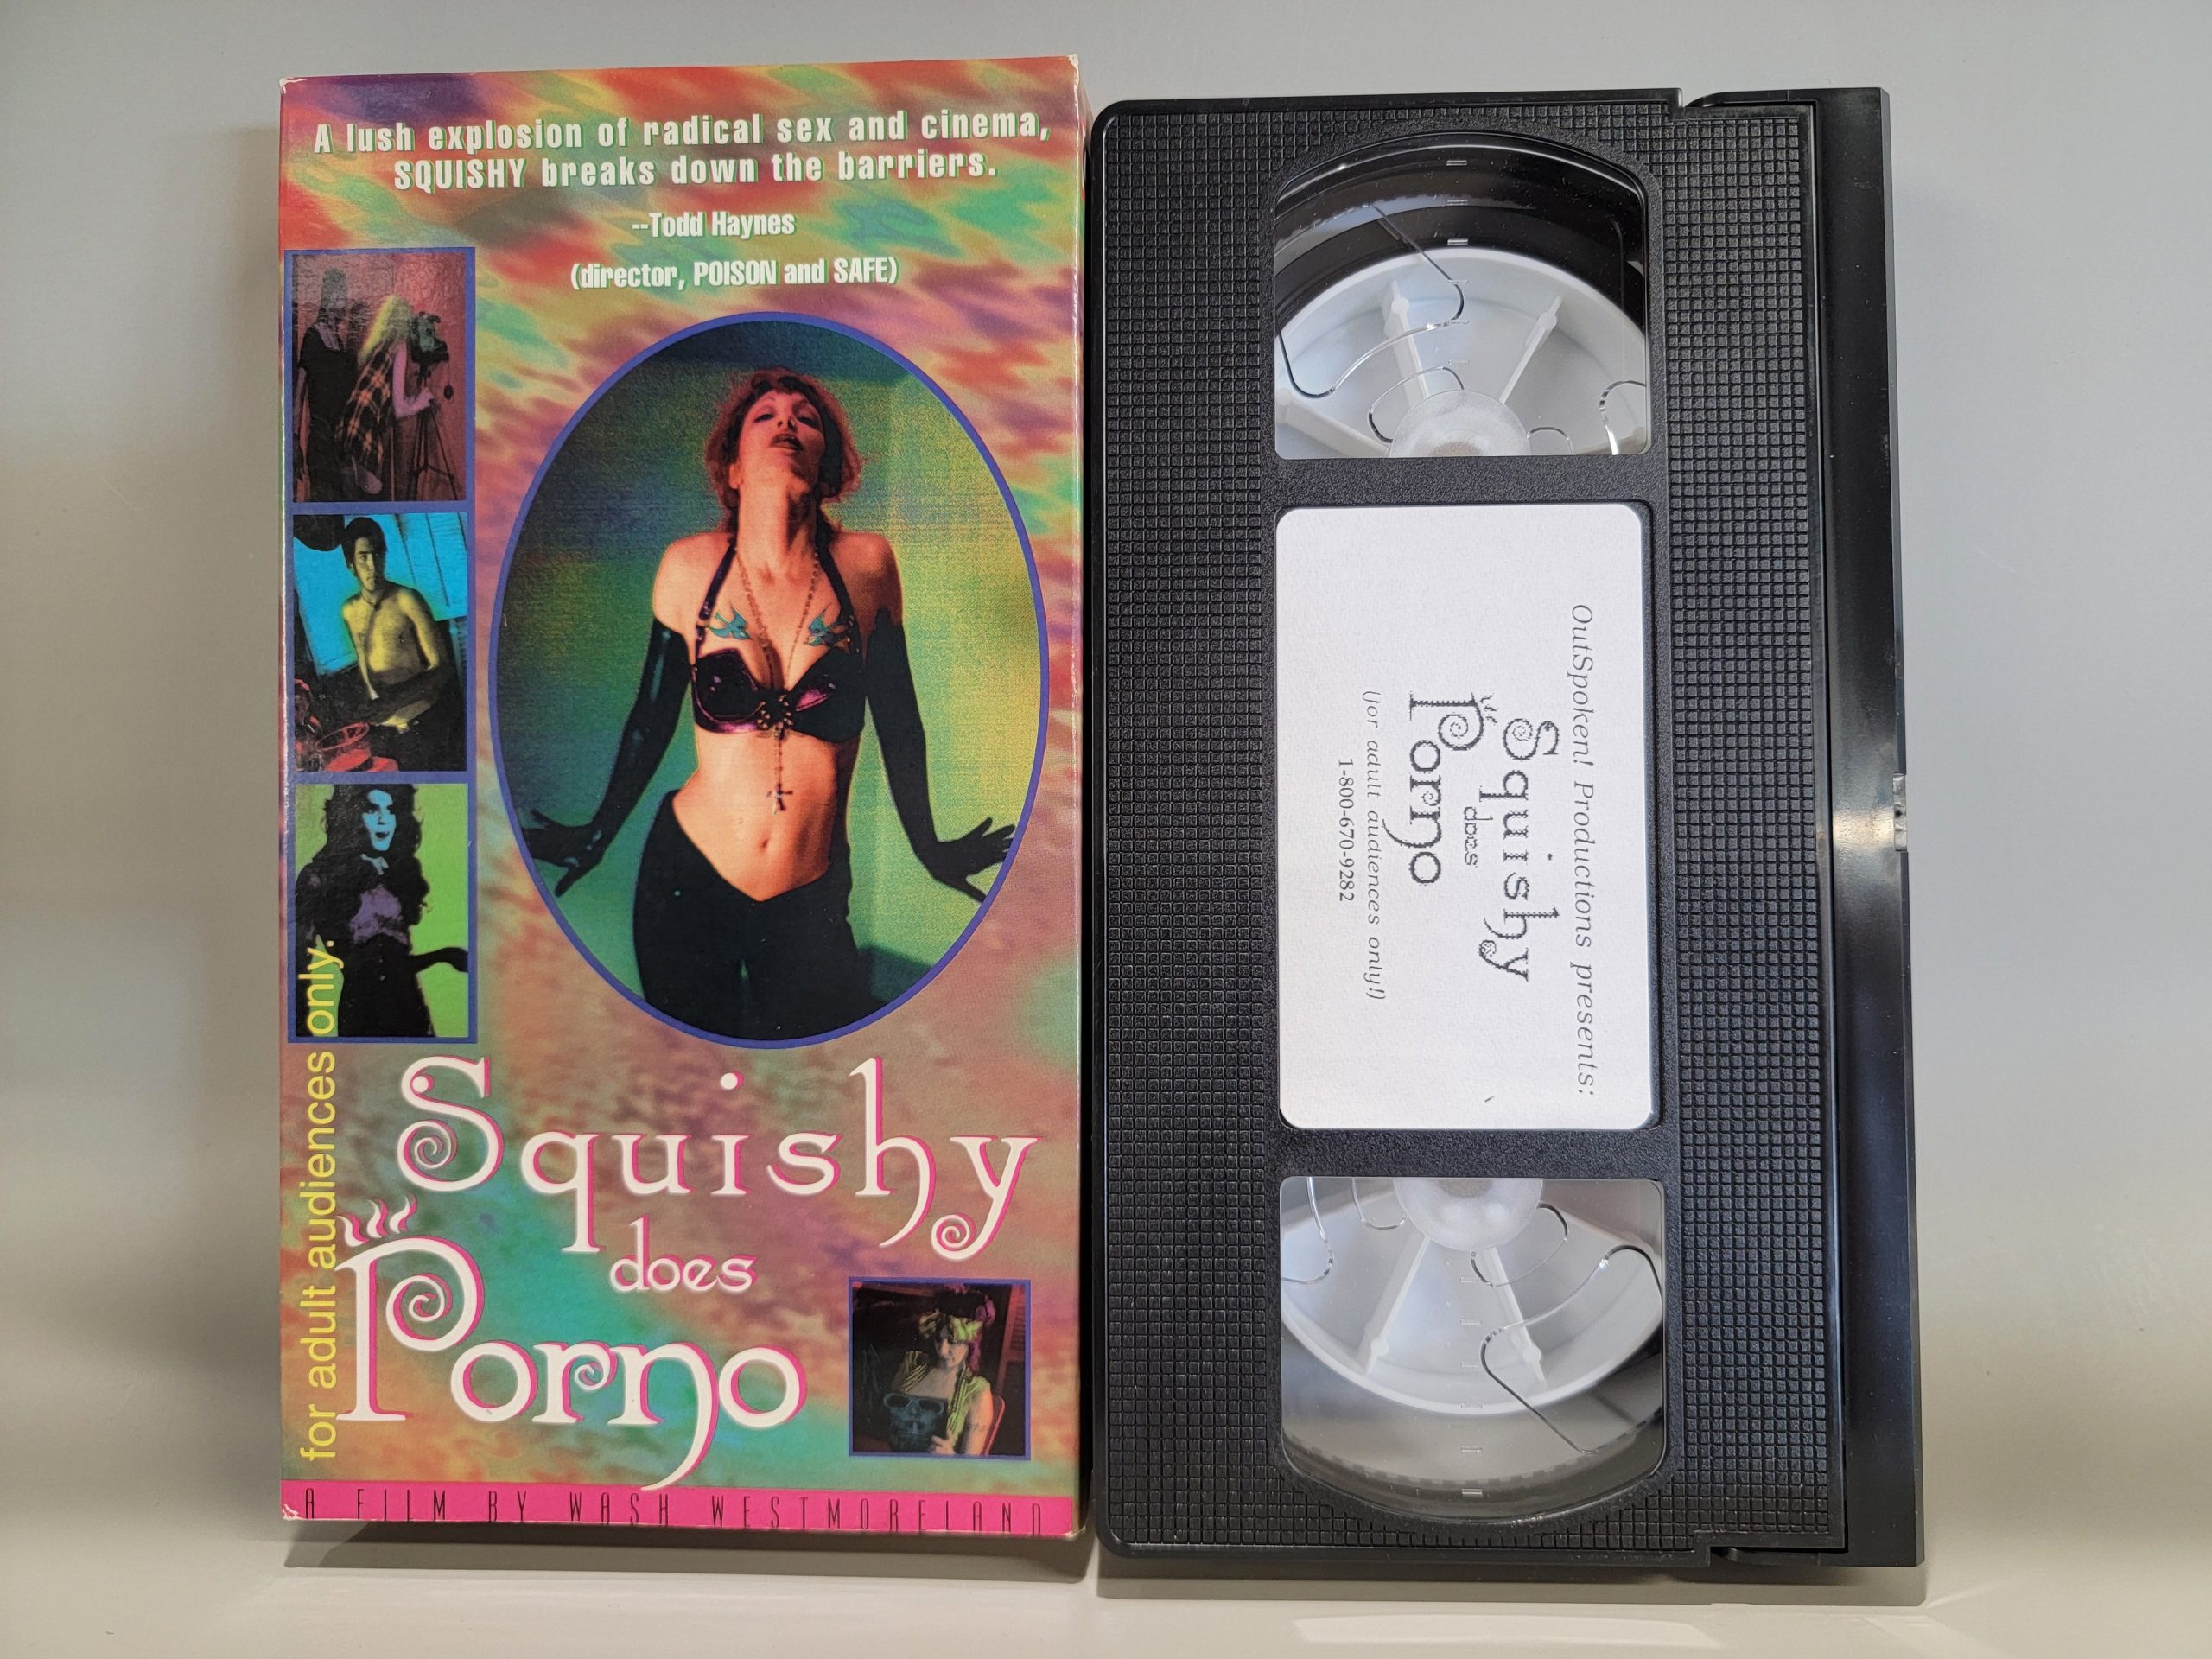 A lush explosion of radical sex and cinema,
SQUISHY breaks down the barriers.
--Todd Haynes
(director, POISON and SAFE)
for adult audiences only.
Squishy
does
Porno
A FILM BY WASH WESTMORELAND
OutSpoken! Productions presents:
Squishy
does
Porno
(for adult audiences only!)
1-800-670-9282